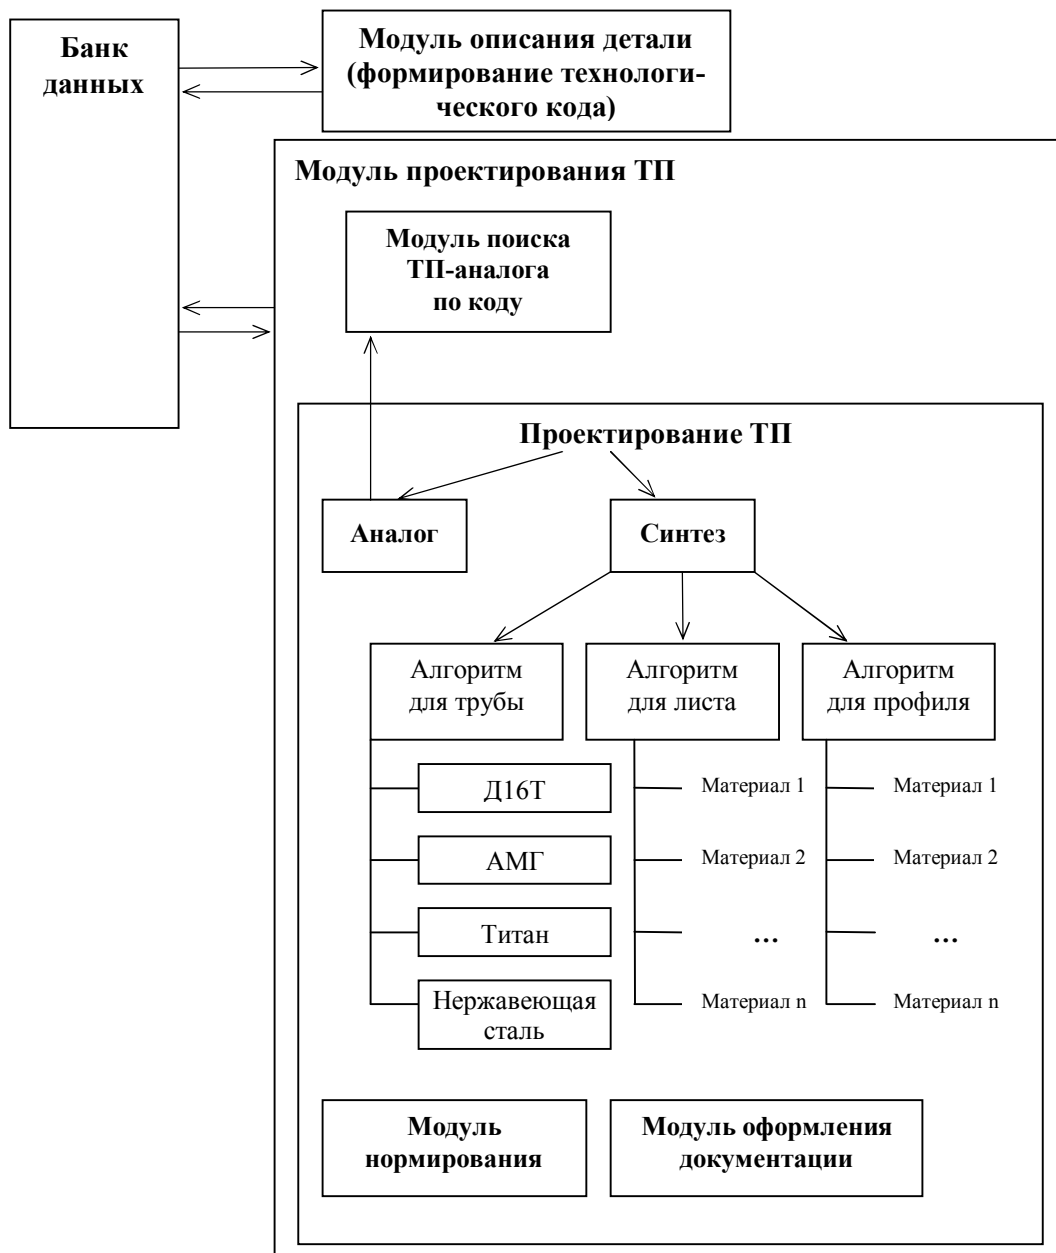 Банк
данных
Модуль описания детали
(формирование технологи-
ческого кода)
Модуль проектирования ТП
Модуль поиска
ТП-аналога
по коду
Проектирование ТП
Аналог
Синтез
Алгоритм
для трубы
Алгоритм
для листа
Алгоритм
для профиля
Д16Т
Материал 1
Материал 1
АМГ
Материал 2
Материал 2
Титан
...
...
Нержавеющая
сталь
Материал n
Материал n
Модуль
нормирования
Модуль оформления
документации